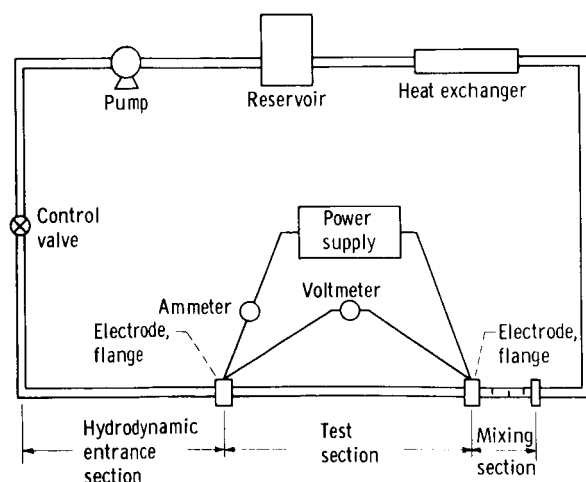 Pump
Reservoir
Heat exchanger
Control
valve
Power
supply
Ammeter
Voltmeter
Electrode,
flange
Electrode,
flange
Hydrodynamic
entrance
section
Test
section
Mixing
section